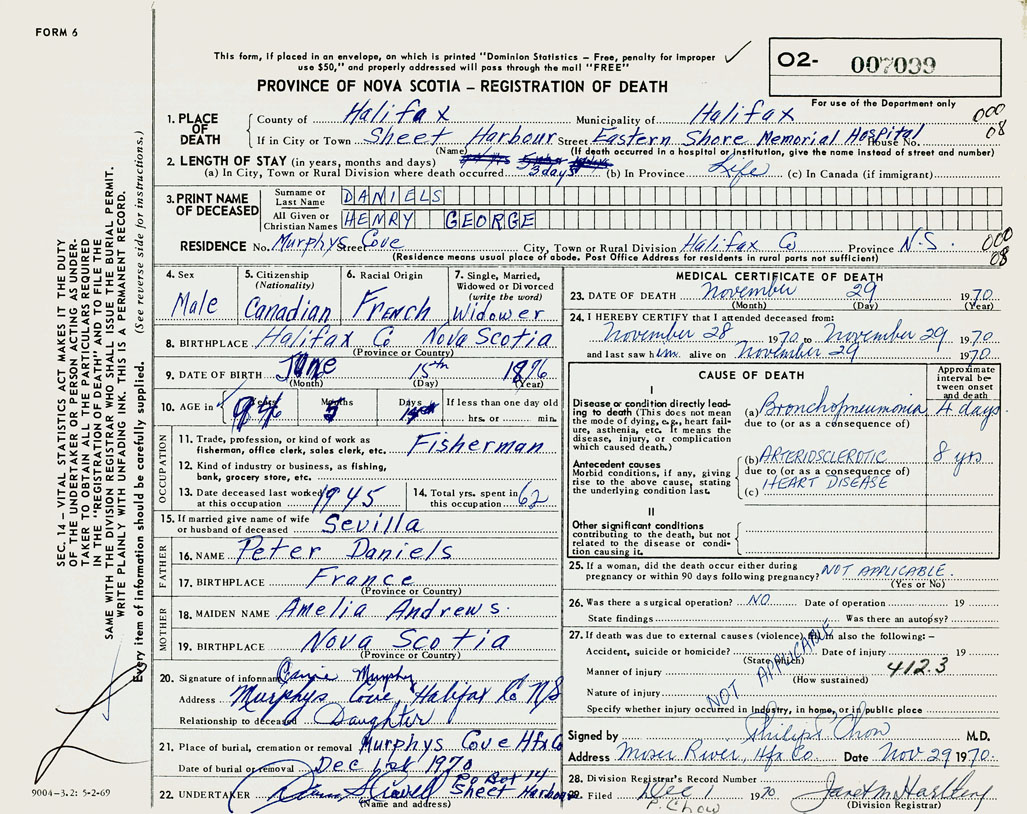 FORM 6
This form, if placed in an envelope, on which is printed "Dominion Statistics – Free, penalty for improper
use $50," and properly addressed will pass through the mail "FREE"
O2- 007039
PROVINCE OF NOVA SCOTIA – REGISTRATION OF DEATH
For use of the Department only
1. PLACE OF DEATH
County of Halifax Municipality of Halifax 000
If in City or Town Sheet Harbour Street Eastern Shore Memorial Hospital House No. 08
(Name) (If death occurred in a hospital or institution, give the name instead of street and number)
2. LENGTH OF STAY (in years, months and days)
(a) In City, Town or Rural Division where death occurred 3 days (b) In Province Life (c) In Canada (if immigrant)
3. PRINT NAME OF DECEASED
Surname or Last Name DANIELS
All Given or Christian Names HENRY GEORGE
RESIDENCE No. Murphys Cove Street City, Town or Rural Division Halifax Co Province N.S. 000
(Residence means usual place of abode. Post Office Address for residents in rural parts not sufficient) 08
SEC. 14 – VITAL STATISTICS ACT MAKES IT THE DUTY
OF THE UNDERTAKER OR PERSON ACTING AS UNDER-
TAKER TO OBTAIN ALL THE PARTICULARS REQUIRED
IN THE "REGISTRATION OF DEATH" AND TO FILE THE
SAME WITH THE DIVISION REGISTRAR WHO SHALL ISSUE THE BURIAL PERMIT.
WRITE PLAINLY WITH UNFADING INK. THIS IS A PERMANENT RECORD.
Every item of information should be carefully supplied. (See reverse side for instructions.)
4. Sex Male
5. Citizenship (Nationality) Canadian
6. Racial Origin French
7. Single, Married, Widowed or Divorced (write the word) Widower
8. BIRTHPLACE Halifax Co Nova Scotia
(Province or Country)
9. DATE OF BIRTH June 15th 1876
(Month) (Day) (Year)
10. AGE in Years 94 Months 5 Days If less than one day old
hrs. or min.
OCCUPATION
11. Trade, profession, or kind of work as
fisherman, office clerk, sales clerk, etc. Fisherman
12. Kind of industry or business, as fishing,
bank, grocery store, etc.
13. Date deceased last worked at this occupation 1945
14. Total yrs. spent in this occupation 62
15. If married give name of wife
or husband of deceased Sevilla
FATHER
16. NAME Peter Daniels
17. BIRTHPLACE France
(Province or Country)
MOTHER
18. MAIDEN NAME Amelia Andrews.
19. BIRTHPLACE Nova Scotia
(Province or Country)
20. Signature of informant Murphy
Address Murphys Cove, Halifax Co N/S
Relationship to deceased Daughter
21. Place of burial, cremation or removal Murphys Cove Hfx Co
Date of burial or removal Dec 1st 1970
22. UNDERTAKER PO Box 14 Sheet Harbour
(Name and address)
9004–3.2: 5-2-69
MEDICAL CERTIFICATE OF DEATH
23. DATE OF DEATH November 29 1970
(Month) (Day) (Year)
24. I HEREBY CERTIFY that I attended deceased from:
November 28 1970 to November 29 1970
and last saw him alive on November 29 1970
CAUSE OF DEATH
Approximate interval between onset and death
I
Disease or condition directly leading to death (This does not mean the mode of dying, e.g., heart failure, asthenia, etc. It means the disease, injury, or complication which caused death.)
(a) Bronchopneumonia 4 days
due to (or as a consequence of)
Antecedent causes
Morbid conditions, if any, giving rise to the above cause, stating the underlying condition last.
(b) ARTERIOSCLEROTIC 8 yrs
due to (or as a consequence of)
(c) HEART DISEASE
II
Other significant conditions
contributing to the death, but not
related to the disease or condi-
tion causing it.
25. If a woman, did the death occur either during
pregnancy or within 90 days following pregnancy? NOT APPLICABLE.
(Yes or No)
26. Was there a surgical operation? NO Date of operation 19
State findings Was there an autopsy?
27. If death was due to external causes (violence) fill in also the following: –
Accident, suicide or homicide? Date of injury 19
(State which)
Manner of injury 412.3
(How sustained)
NOT APPLICABLE
Nature of injury
Specify whether injury occurred in Industry, in home, or in public place
Signed by Philip S Chow M.D.
Address Moser River, Hfx Co. Date Nov 29 1970.
28. Division Registrar's Record Number
29. Filed Dec 1 1970 Janet M Hartling
P. Chow (Division Registrar)